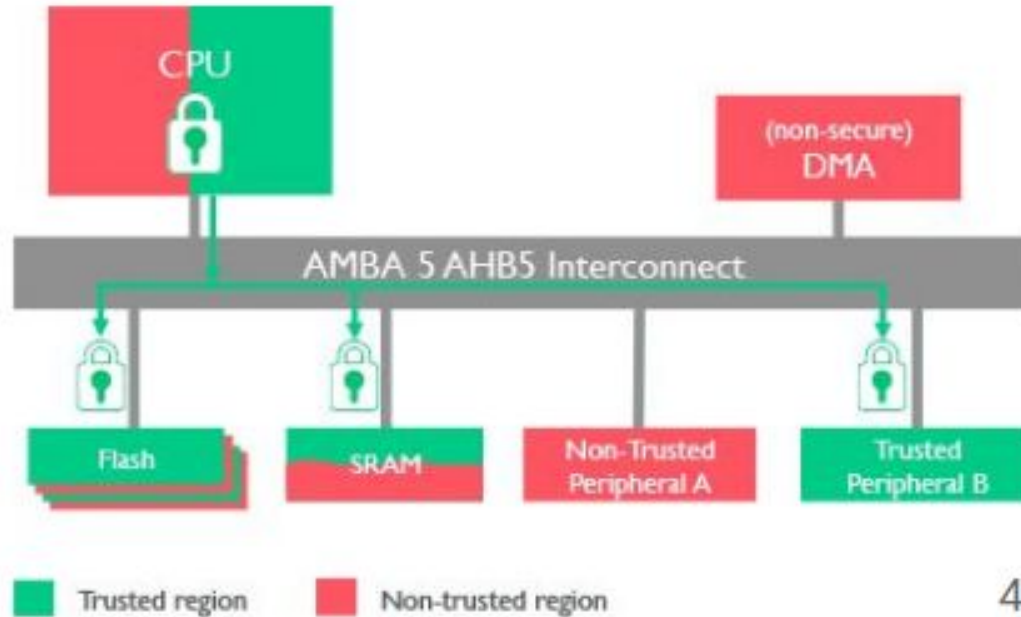 CPU
(non-secure)
DMA
AMBA 5 AHB5 Interconnect
Flash
SRAM
Non-Trusted
Peripheral A
Trusted
Peripheral B
Trusted region
Non-trusted region
4